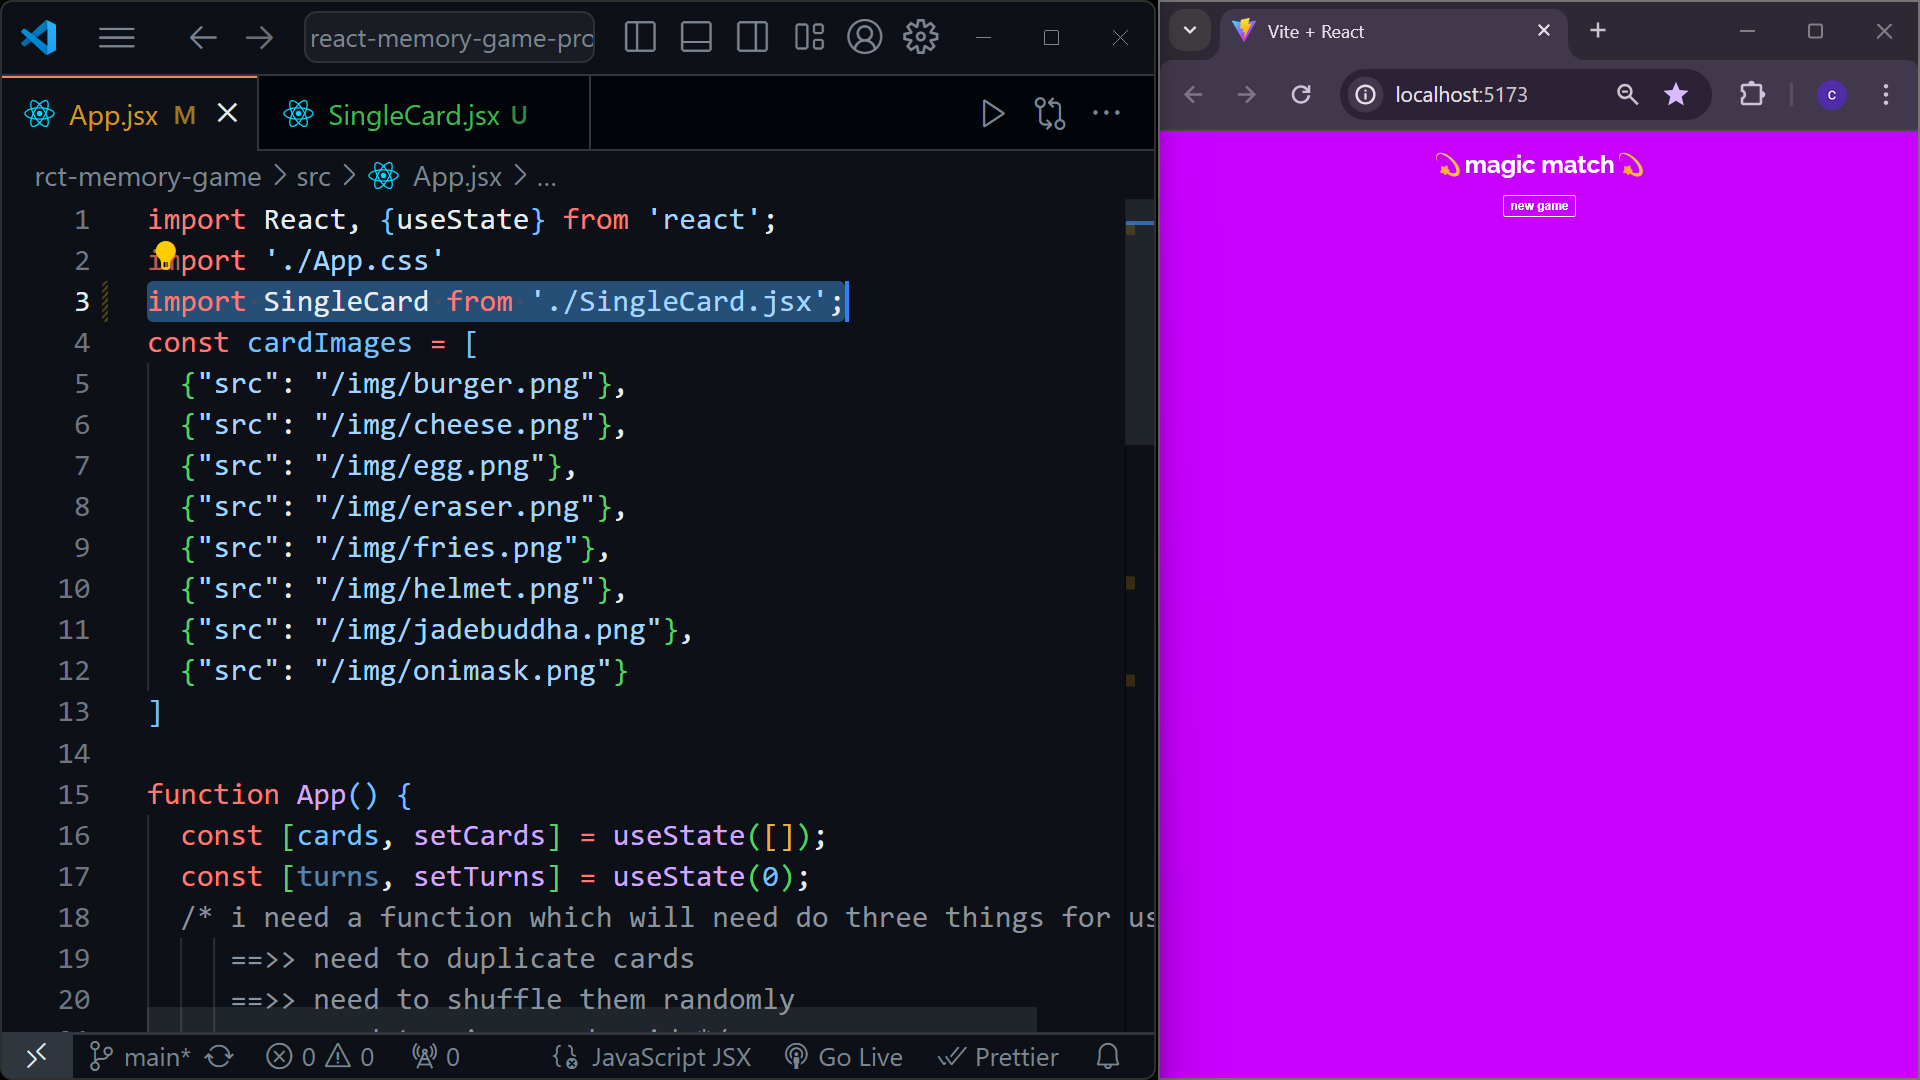 react-memory-game-pro
App.jsx M
SingleCard.jsx U
rct-memory-game > src > App.jsx > ...
1 import React, {useState} from 'react';
2 import './App.css'
3 import SingleCard from './SingleCard.jsx';
4 const cardImages = [
5 {"src": "/img/burger.png"},
6 {"src": "/img/cheese.png"},
7 {"src": "/img/egg.png"},
8 {"src": "/img/eraser.png"},
9 {"src": "/img/fries.png"},
10 {"src": "/img/helmet.png"},
11 {"src": "/img/jadebuddha.png"},
12 {"src": "/img/onimask.png"}
13 ]
14
15 function App() {
16 const [cards, setCards] = useState([]);
17 const [turns, setTurns] = useState(0);
18 /* i need a function which will need do three things for us
19 ==>> need to duplicate cards
20 ==>> need to shuffle them randomly
main* 0 0 0 JavaScript JSX Go Live Prettier
Vite + React
localhost:5173
c
magic match
new game